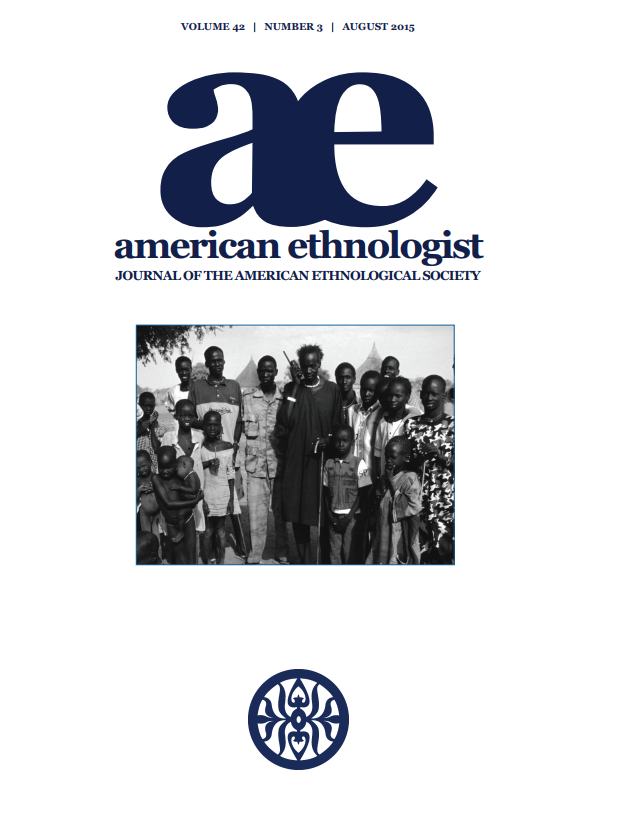 VOLUME 42 | NUMBER 3 | AUGUST 2015
ae
american ethnologist
JOURNAL OF THE AMERICAN ETHNOLOGICAL SOCIETY